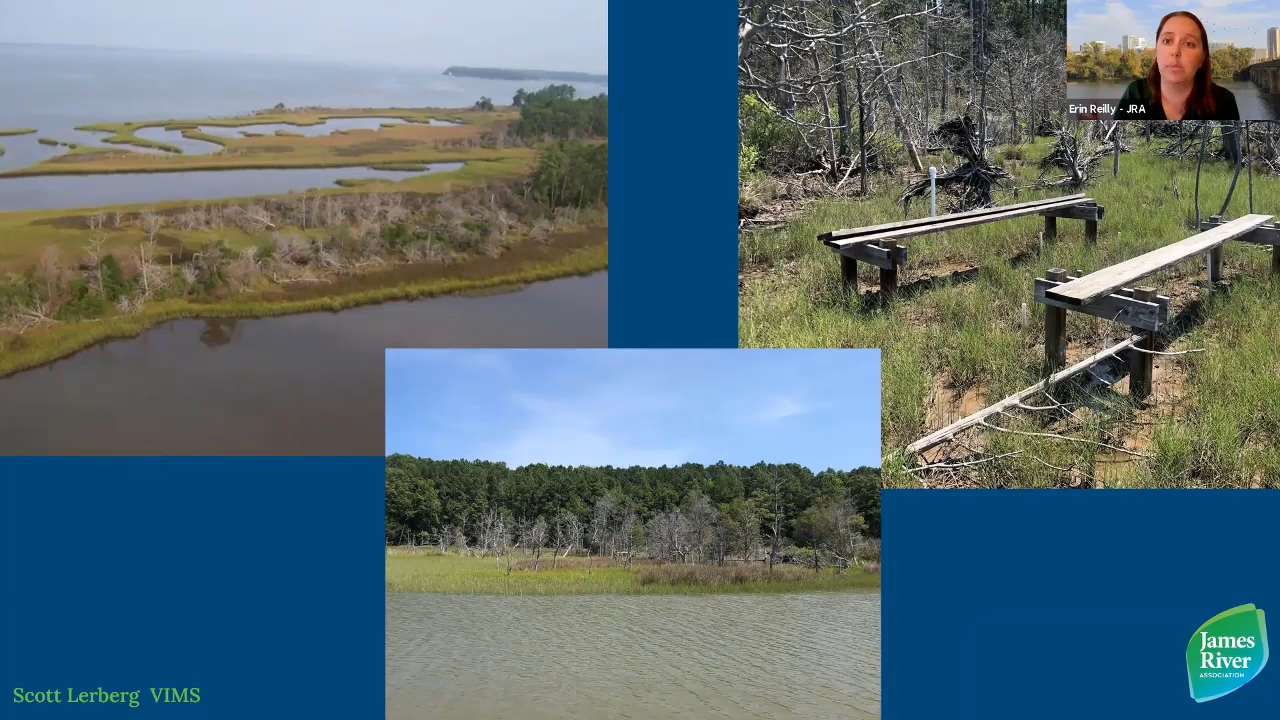 Erin Reilly - JRA
Scott Lerberg VIMS
James
River
ASSOCIATION